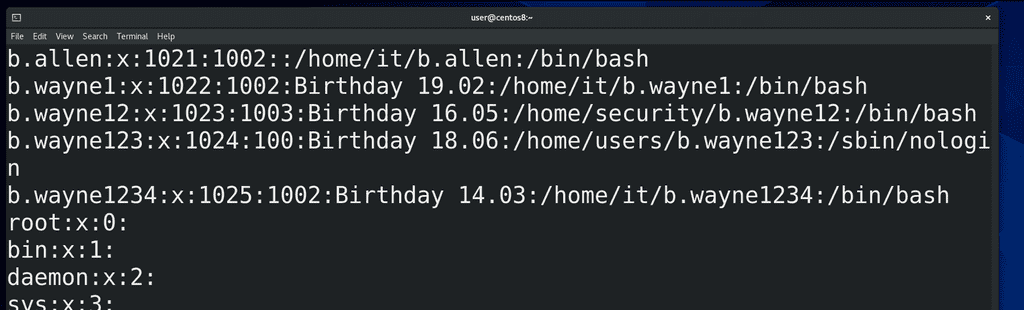 user@centos8:~
File Edit View Search Terminal Help
b.allen:x:1021:1002::/home/it/b.allen:/bin/bash
b.wayne1:x:1022:1002:Birthday 19.02:/home/it/b.wayne1:/bin/bash
b.wayne12:x:1023:1003:Birthday 16.05:/home/security/b.wayne12:/bin/bash
b.wayne123:x:1024:100:Birthday 18.06:/home/users/b.wayne123:/sbin/nologi
n
b.wayne1234:x:1025:1002:Birthday 14.03:/home/it/b.wayne1234:/bin/bash
root:x:0:
bin:x:1:
daemon:x:2:
sys:x:3: